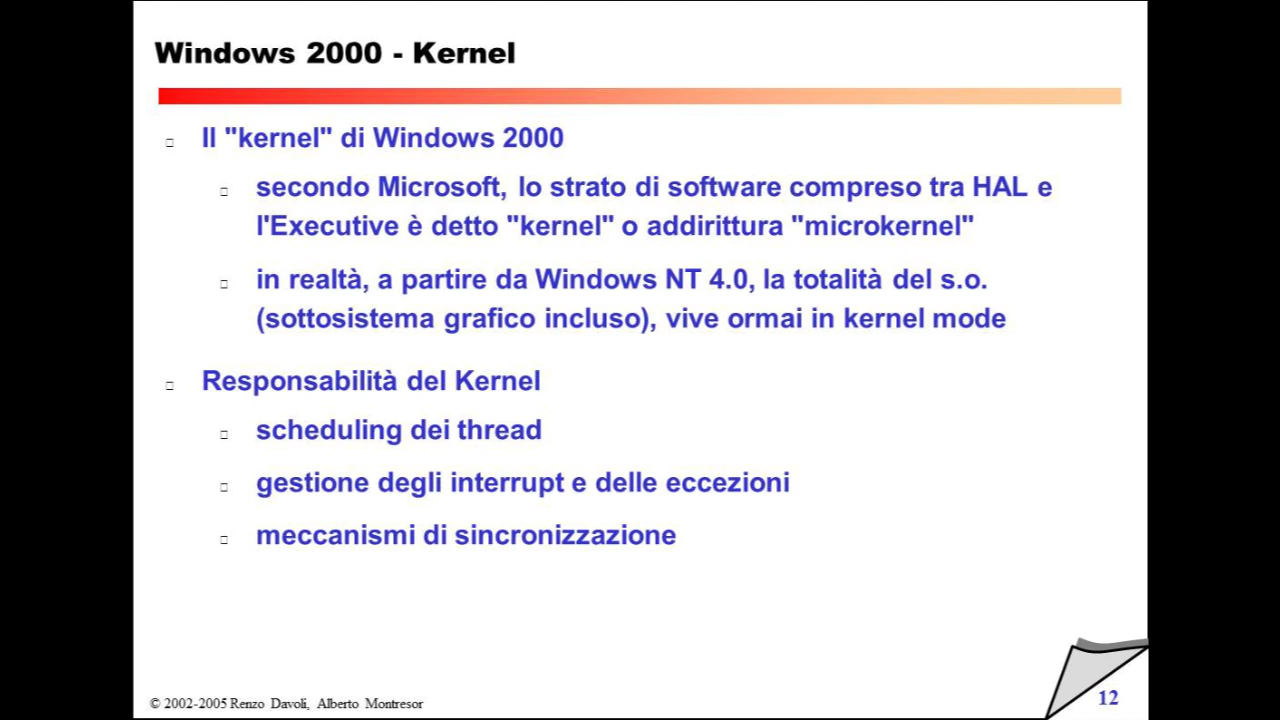 Windows 2000 - Kernel
Il "kernel" di Windows 2000
secondo Microsoft, lo strato di software compreso tra HAL e
l'Executive è detto "kernel" o addirittura "microkernel"
in realtà, a partire da Windows NT 4.0, la totalità del s.o.
(sottosistema grafico incluso), vive ormai in kernel mode
Responsabilità del Kernel
scheduling dei thread
gestione degli interrupt e delle eccezioni
meccanismi di sincronizzazione
© 2002-2005 Renzo Davoli, Alberto Montresor
12